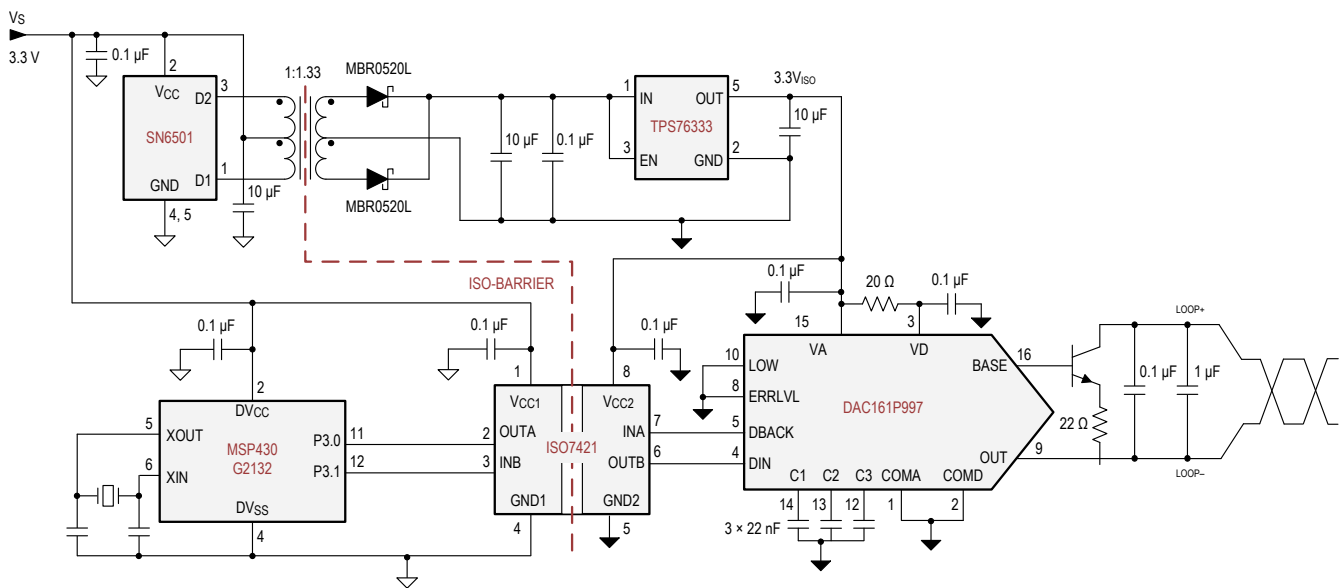 VS
3.3 V
0.1 µF
2
VCC
D2
3
SN6501
GND
D1
1
4, 5
10 µF
1:1.33
MBR0520L
MBR0520L
10 µF
0.1 µF
1
IN
OUT
5
TPS76333
3
EN
GND
2
3.3VISO
10 µF
ISO-BARRIER
0.1 µF
2
DVCC
5
XOUT
6
XIN
MSP430
G2132
P3.0
11
P3.1
12
DVSS
4
0.1 µF
1
VCC1
2
OUTA
3
INB
GND1
4
ISO7421
0.1 µF
8
VCC2
INA
7
OUTB
6
GND2
5
0.1 µF
20 Ω
0.1 µF
15
VA
3
VD
10
LOW
8
ERRLVL
5
DBACK
4
DIN
DAC161P997
BASE
16
OUT
9
C1
C2
C3
COMA
COMD
14
13
12
1
2
3 × 22 nF
22 Ω
0.1 µF
1 µF
LOOP+
LOOP–